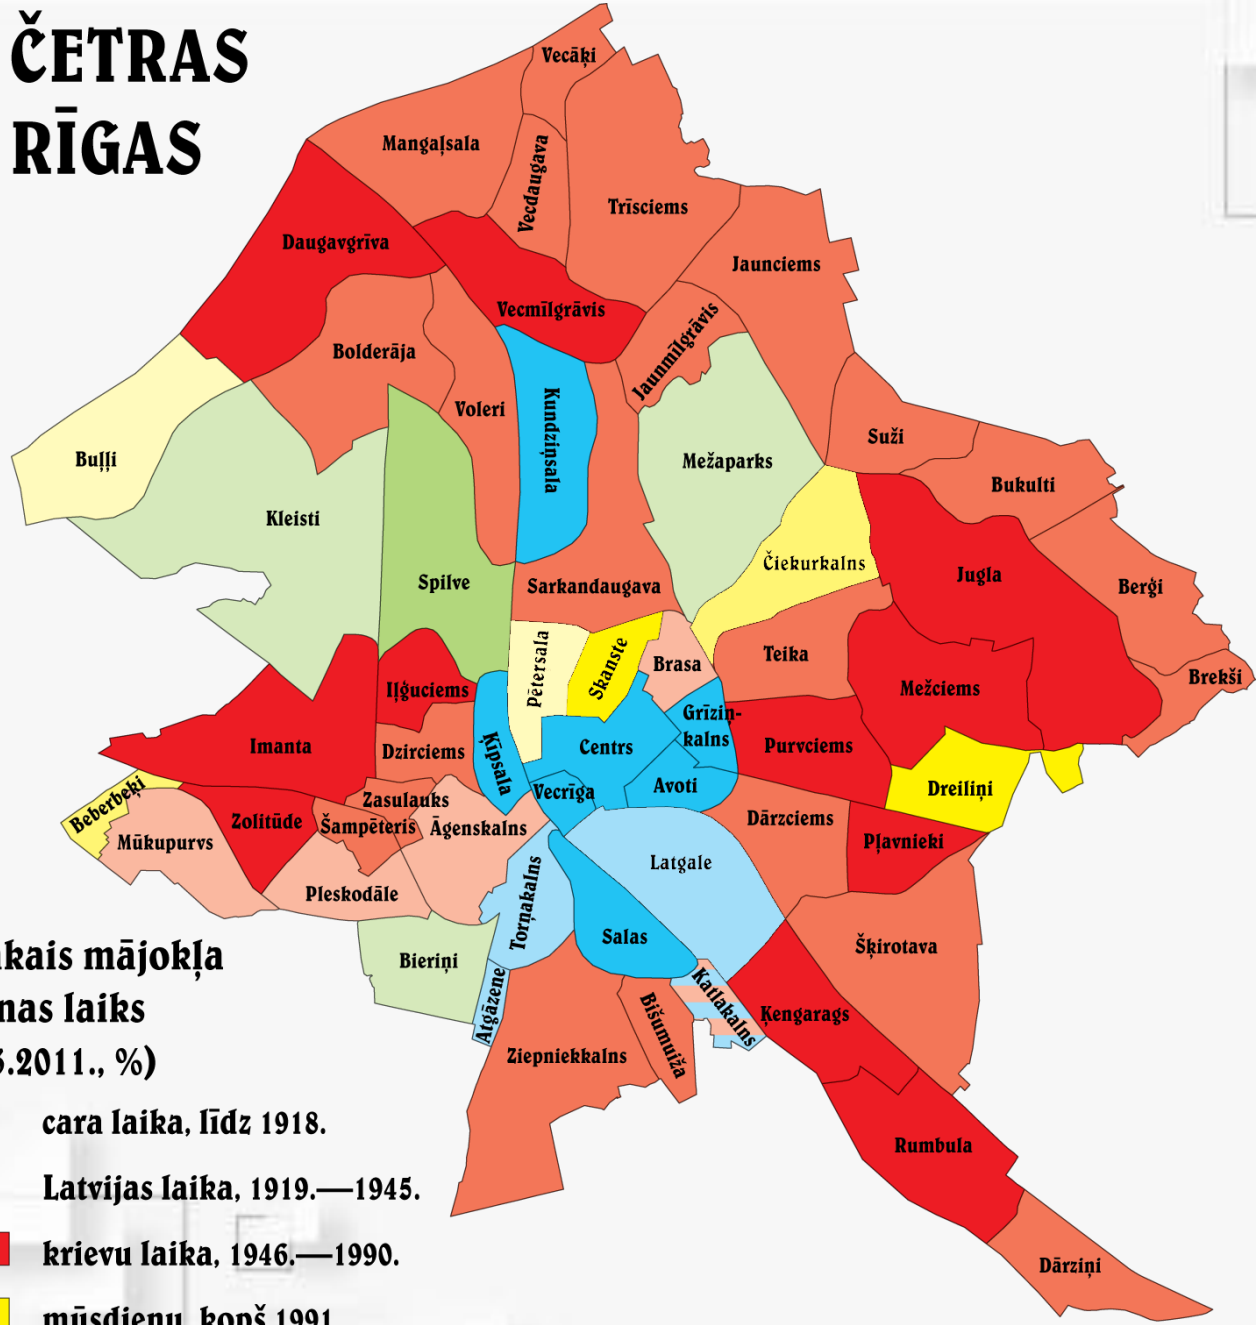 ČETRAS
RĪGAS
Vecāķi
Mangaļsala
Vecdaugava
Trīsciems
Daugavgrīva
Jaunciems
Vecmīlgrāvis
Bolderāja
Jaunmīlgrāvis
Voleri
Kundziņsala
Suži
Buļļi
Mežaparks
Bukulti
Kleisti
Čiekurkalns
Jugla
Spilve
Sarkandaugava
Berģi
Pētersala
Skanste
Brasa
Teika
Brekši
Iļģuciems
Mežciems
Grīziņ-
kalns
Imanta
Dzirciems
Ķīpsala
Centrs
Purvciems
Beberbeķi
Vecrīga
Avoti
Dreiliņi
Zasulauks
Zolitūde
Šampēteris
Āgenskalns
Dārzciems
Mūkupurvs
Pļavnieki
Latgale
Pleskodāle
Torņakalns
Salas
Šķirotava
Bieriņi
Atgāzene
Katlakalns
Ķengarags
Ziepniekkalns
Bišumuiža
Rumbula
Dārziņi
mājokļa
laiks
2011., %)
cara laika, līdz 1918.
Latvijas laika, 1919.—1945.
krievu laika, 1946.—1990.
mūsdienu, kopš 1991